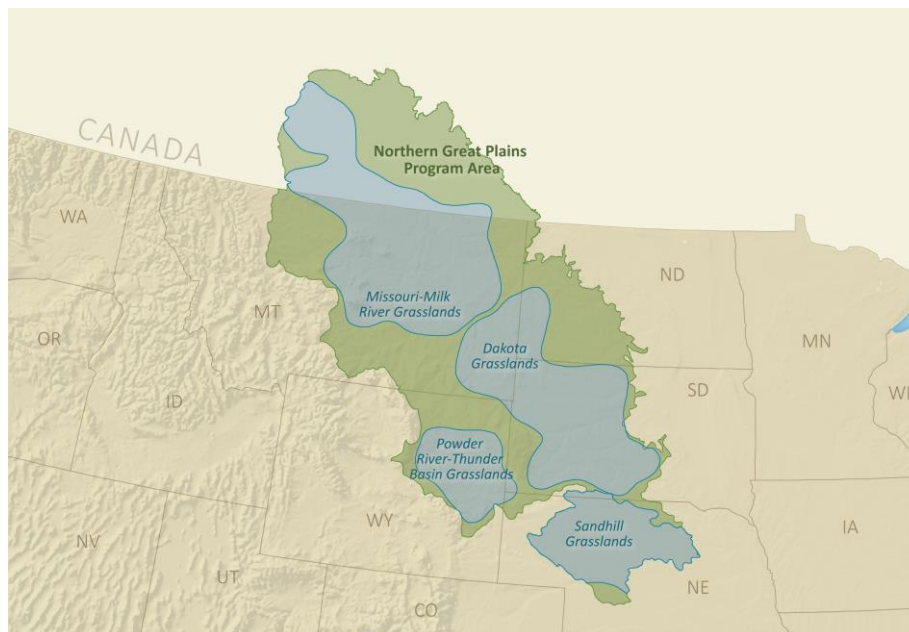 CANADA
Northern Great Plains
Program Area
WA
ND
Missouri-Milk
River Grasslands
MT
OR
MN
Dakota
Grasslands
ID
SD
WI
Powder
River-Thunder
Basin Grasslands
WY
Sandhill
Grasslands
IA
NV
UT
NE
CO